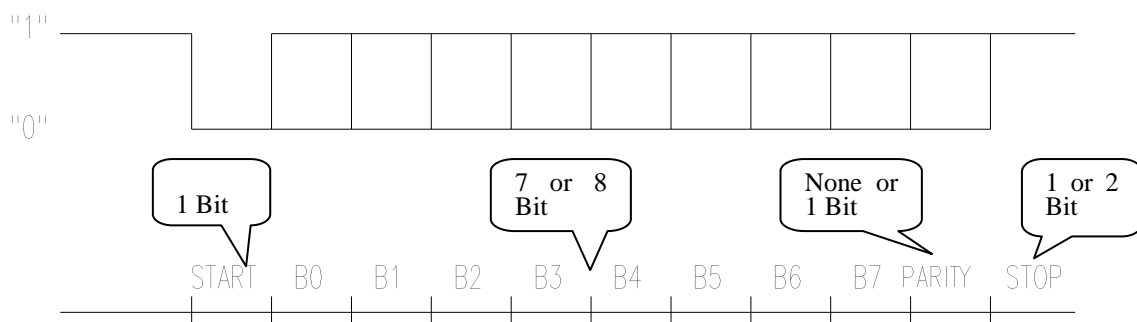 "1"
"0"
1 Bit
7 or 8
Bit
None or
1 Bit
1 or 2
Bit
START B0 B1 B2 B3 B4 B5 B6 B7 PARITY STOP